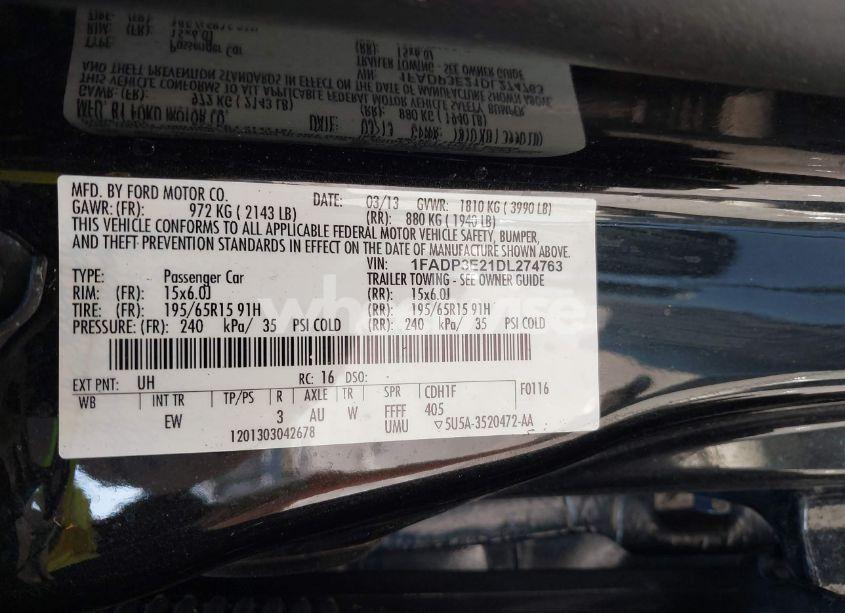 MFD. BY FORD MOTOR CO. DATE: 03/13 GVWR: 1810 KG ( 3990 LB)
GAWR: (FR): 972 KG ( 2143 LB) (RR): 880 KG ( 1940 LB)
THIS VEHICLE CONFORMS TO ALL APPLICABLE FEDERAL MOTOR VEHICLE SAFETY, BUMPER,
AND THEFT PREVENTION STANDARDS IN EFFECT ON THE DATE OF MANUFACTURE SHOWN ABOVE.
VIN: 1FADP3E21DL274763
TYPE: Passenger Car TRAILER TOWING - SEE OWNER GUIDE
RIM: (FR): 15x6.0J (RR): 15x6.0J
TIRE: (FR): 195/65R15 91H (RR): 195/65R15 91H
PRESSURE: (FR): 240 kPa/ 35 PSI COLD (RR): 240 kPa/ 35 PSI COLD
EXT PNT: UH RC: 16 DSO: F0116
WB INT TR TP/PS R AXLE TR SPR CDH1F
EW 3 AU W FFFF 405
UMU 5U5A-3520472-AA
1201303042678